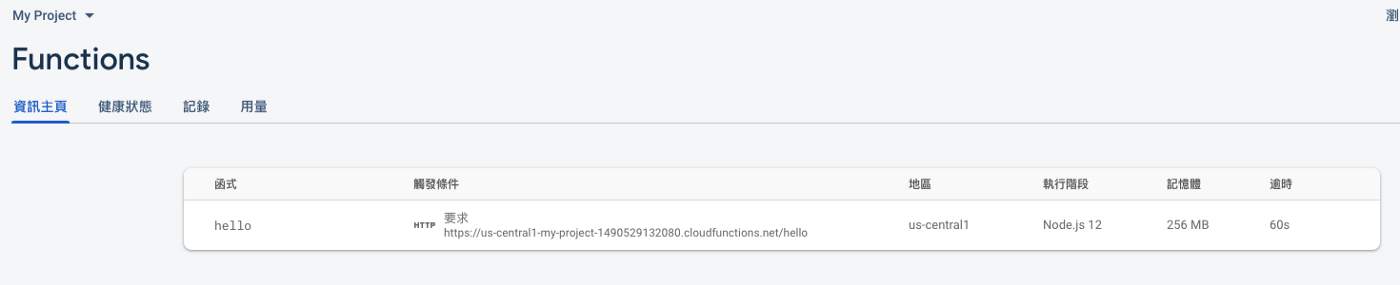 My Project
瀏
Functions
資訊主頁 健康狀態 記錄 用量
函式 觸發條件 地區 執行階段 記憶體 逾時
hello HTTP 要求 us-central1 Node.js 12 256 MB 60s
https://us-central1-my-project-1490529132080.cloudfunctions.net/hello